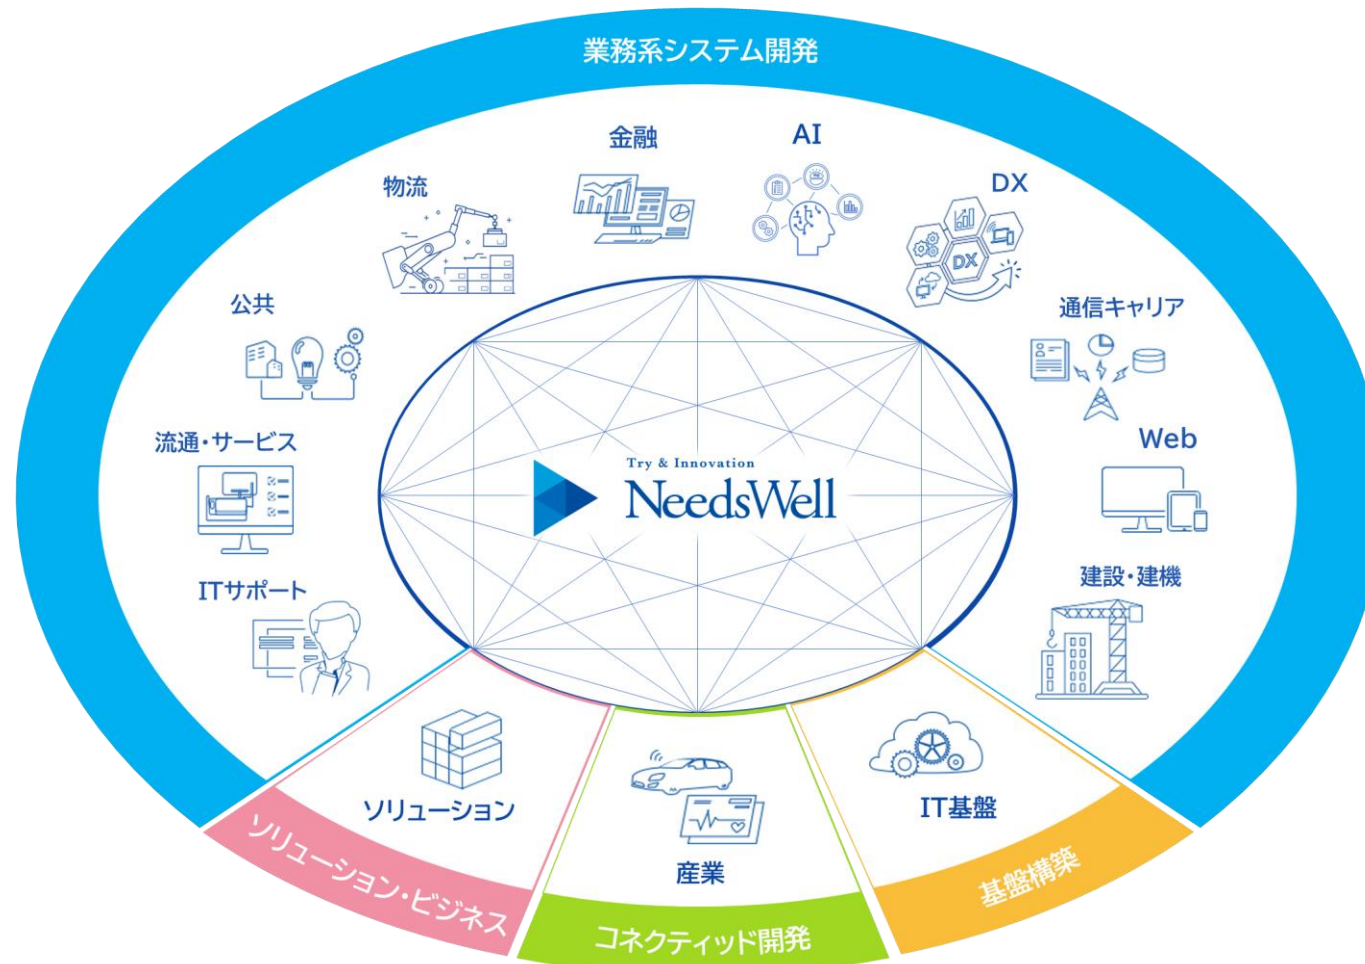 業務系システム開発
金融
AI
物流
DX
公共
通信キャリア
流通・サービス
Web
ITサポート
建設・建機
Try & Innovation
NeedsWell
DX
ソリューション
産業
IT基盤
ソリューション・ビジネス
コネクティッド開発
基盤構築